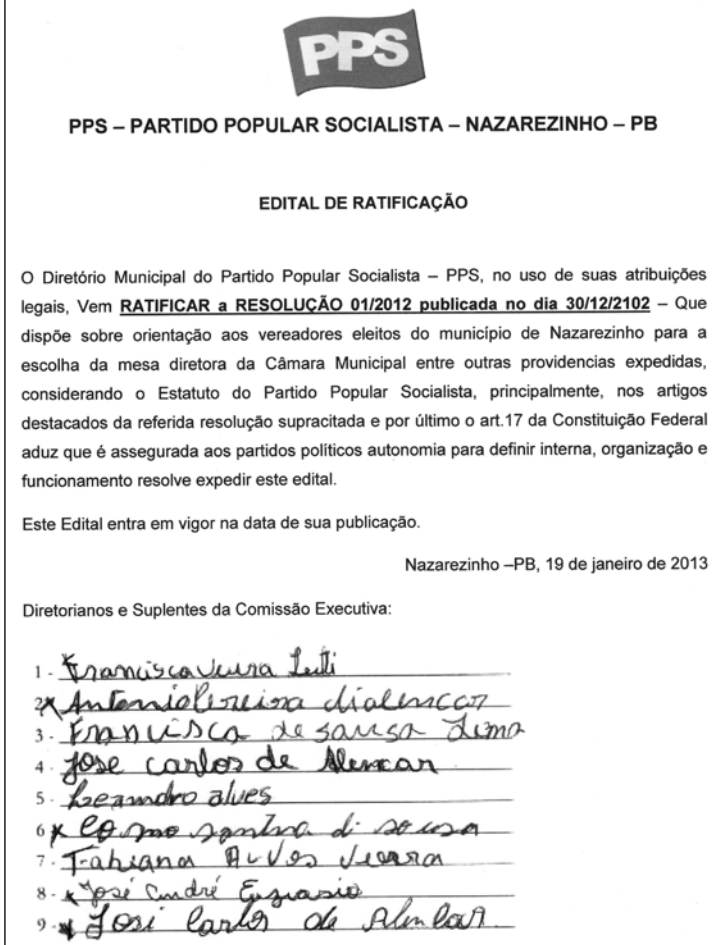 PPS
PPS – PARTIDO POPULAR SOCIALISTA – NAZAREZINHO – PB
EDITAL DE RATIFICAÇÃO
O Diretório Municipal do Partido Popular Socialista – PPS, no uso de suas atribuições
legais, Vem RATIFICAR a RESOLUÇÃO 01/2012 publicada no dia 30/12/2102 – Que
dispõe sobre orientação aos vereadores eleitos do município de Nazarezinho para a
escolha da mesa diretora da Câmara Municipal entre outras providencias expedidas,
considerando o Estatuto do Partido Popular Socialista, principalmente, nos artigos
destacados da referida resolução supracitada e por último o art.17 da Constituição Federal
aduz que é assegurada aos partidos políticos autonomia para definir interna, organização e
funcionamento resolve expedir este edital.
Este Edital entra em vigor na data de sua publicação.
Nazarezinho –PB, 19 de janeiro de 2013
Diretorianos e Suplentes da Comissão Executiva:
1 - Francisca
2 x Antonio
3 - Francisca de sousa Lima
4 - Jose carlos de Alencar
5 - Leandro alves
6 x Cosmo
7 - Fabiana Alves
8 - x José André
9 - x José Carlos de